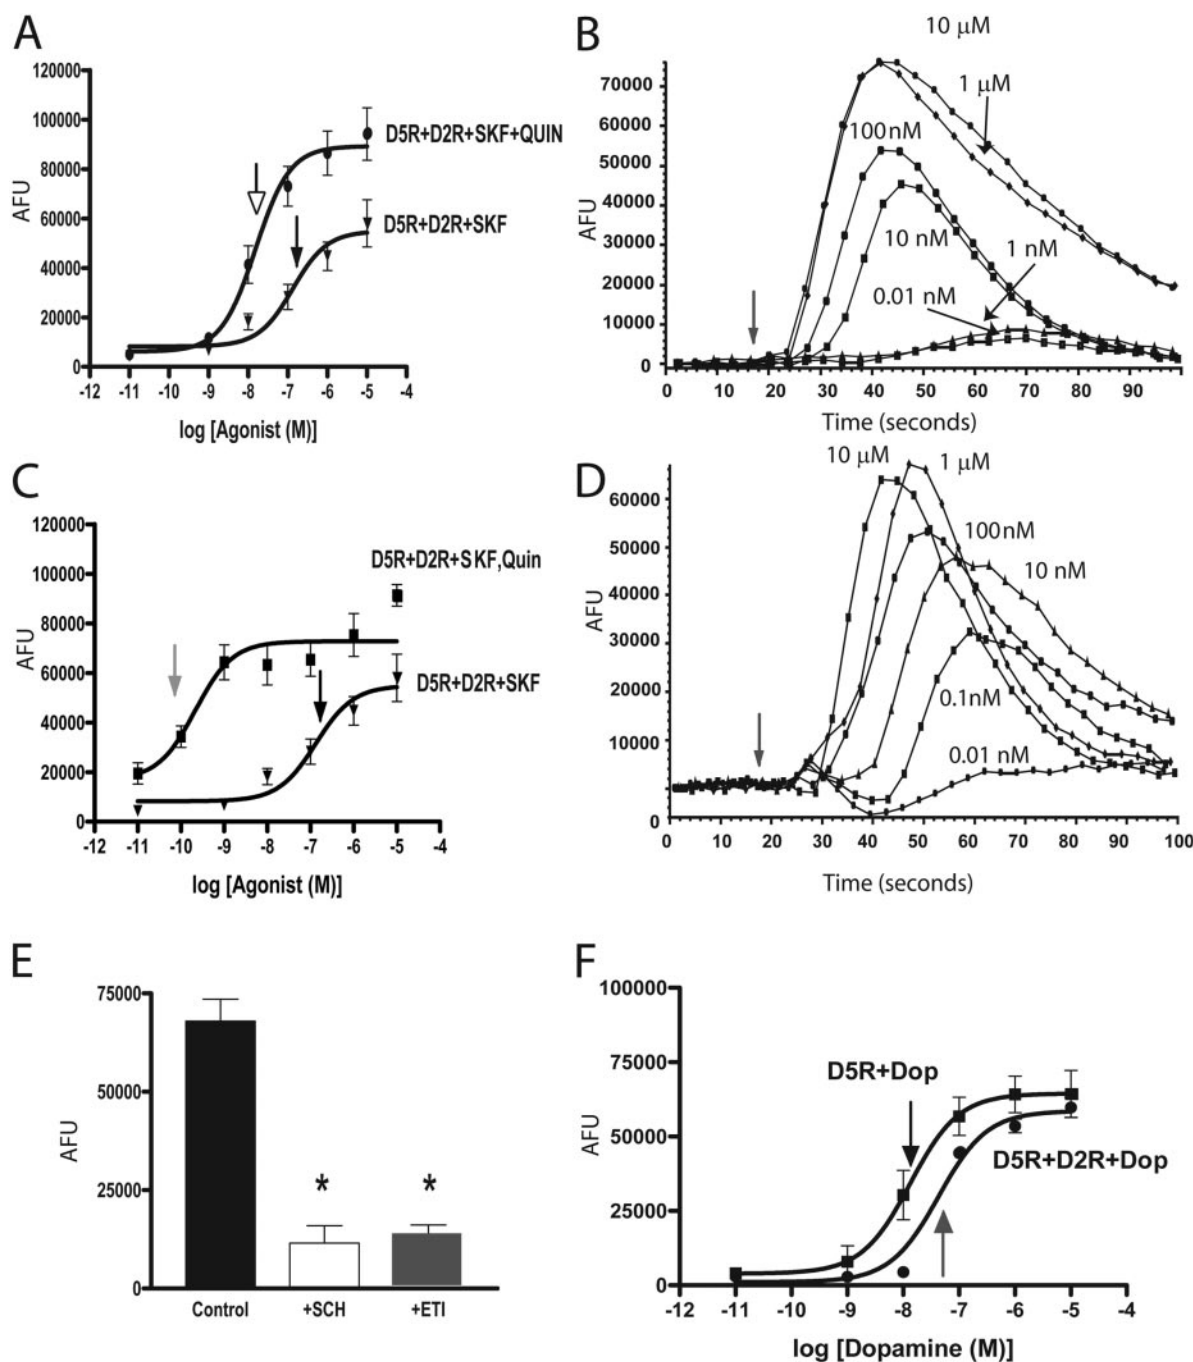 A
120000
100000
80000
60000
40000
20000
0
AFU
D5R+D2R+SKF+QUIN
D5R+D2R+SKF
-12 -11 -10 -9 -8 -7 -6 -5 -4
log [Agonist (M)]
B
10 μM
70000
60000
50000
40000
30000
20000
10000
0
AFU
1 μM
100nM
10 nM
1 nM
0.01 nM
0 10 20 30 40 50 60 70 80 90
Time (seconds)
C
120000
100000
80000
60000
40000
20000
0
AFU
D5R+D2R+SKF,Quin
D5R+D2R+SKF
-12 -11 -10 -9 -8 -7 -6 -5 -4
log [Agonist (M)]
D
10 μM
1 μM
60000
50000
40000
30000
20000
10000
0
AFU
100nM
10 nM
0.1nM
0.01 nM
0 10 20 30 40 50 60 70 80 90 100
Time (seconds)
E
75000
50000
25000
0
AFU
* *
Control +SCH +ETI
F
100000
75000
50000
25000
0
AFU
D5R+Dop
D5R+D2R+Dop
-12 -11 -10 -9 -8 -7 -6 -5 -4
log [Dopamine (M)]